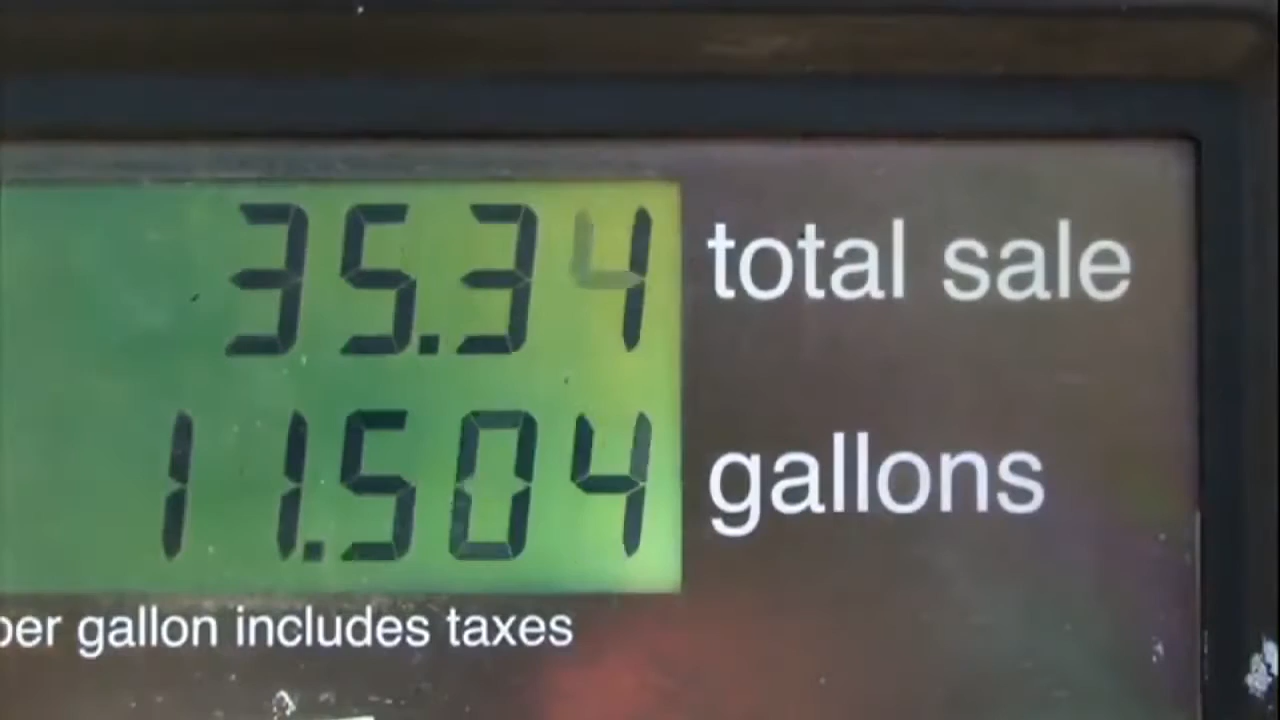 35.34 total sale
11.504 gallons
per gallon includes taxes